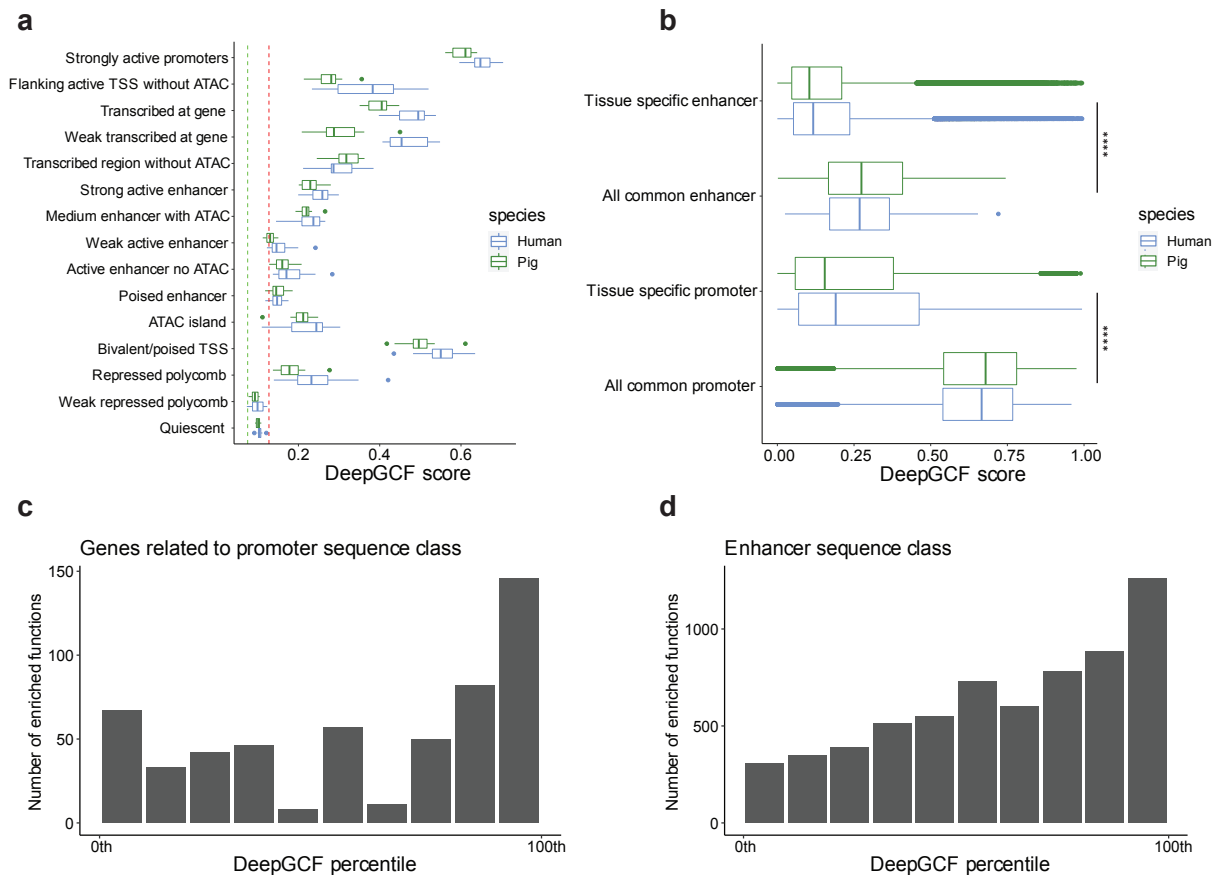 a
Strongly active promoters
Flanking active TSS without ATAC
Transcribed at gene
Weak transcribed at gene
Transcribed region without ATAC
Strong active enhancer
Medium enhancer with ATAC
Weak active enhancer
Active enhancer no ATAC
Poised enhancer
ATAC island
Bivalent/poised TSS
Repressed polycomb
Weak repressed polycomb
Quiescent
0.2 0.4 0.6
DeepGCF score
species
Human
Pig
b
Tissue specific enhancer
All common enhancer
Tissue specific promoter
All common promoter
****
****
0.00 0.25 0.50 0.75 1.00
DeepGCF score
species
Human
Pig
c
Genes related to promoter sequence class
Number of enriched functions
150
100
50
0
0th 100th
DeepGCF percentile
d
Enhancer sequence class
Number of enriched functions
1000
500
0
0th 100th
DeepGCF percentile